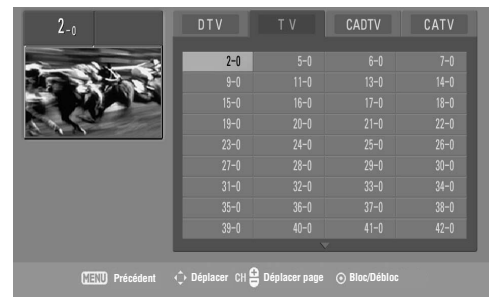 2-0
DTV TV CADTV CATV
2-0 5-0 6-0 7-0
9-0 11-0 13-0 14-0
15-0 16-0 17-0 18-0
19-0 20-0 21-0 22-0
23-0 24-0 25-0 26-0
27-0 28-0 29-0 30-0
31-0 32-0 33-0 34-0
35-0 36-0 37-0 38-0
39-0 40-0 41-0 42-0
MENU Précédent Déplacer CH Déplacer page Bloc/Débloc